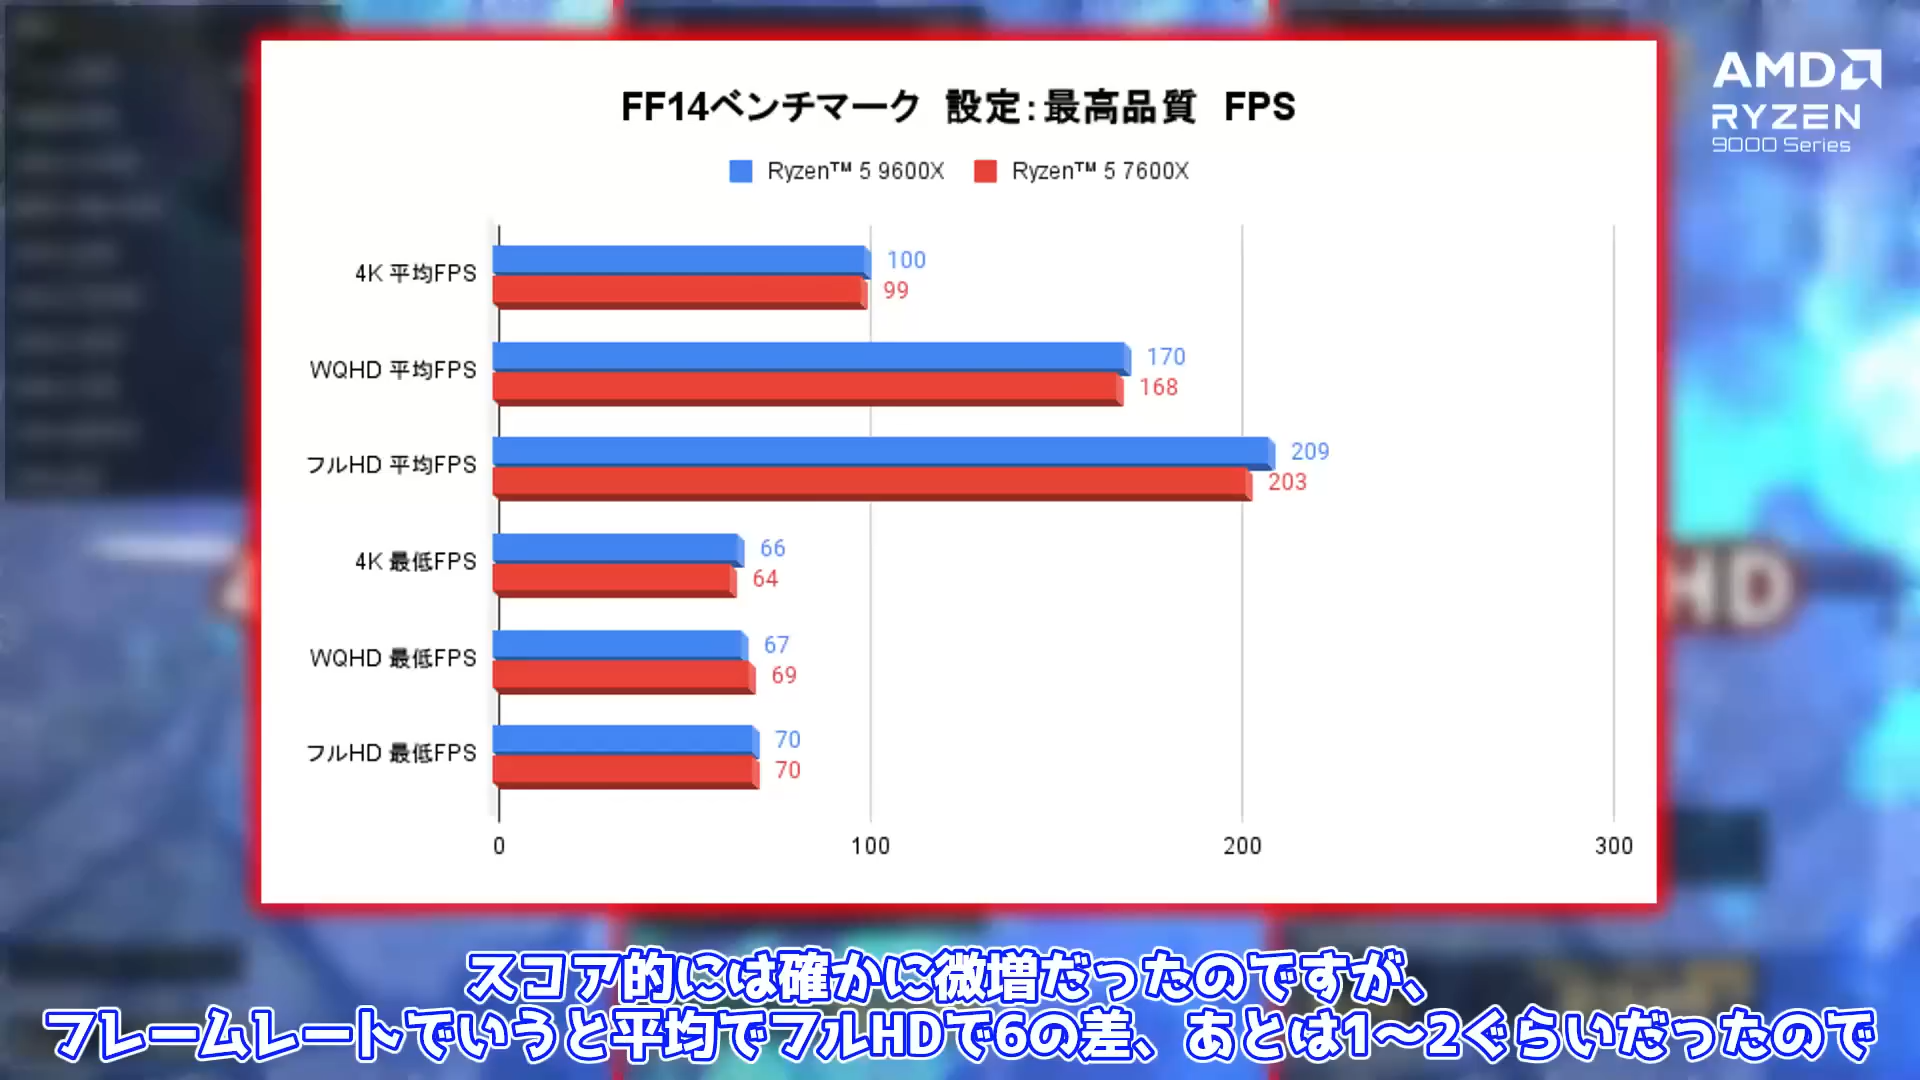 AMD
RYZEN
9000 Series
FF14ベンチマーク 設定：最高品質 FPS
Ryzen™ 5 9600X Ryzen™ 5 7600X
4K 平均FPS 100
99
WQHD 平均FPS 170
168
フルHD 平均FPS 209
203
4K 最低FPS 66
64
WQHD 最低FPS 67
69
フルHD 最低FPS 70
70
0 100 200 300
HD
スコア的には確かに微増だったのですが、
フレームレートでいうと平均でフルHDで6の差、あとは1～2ぐらいだったので